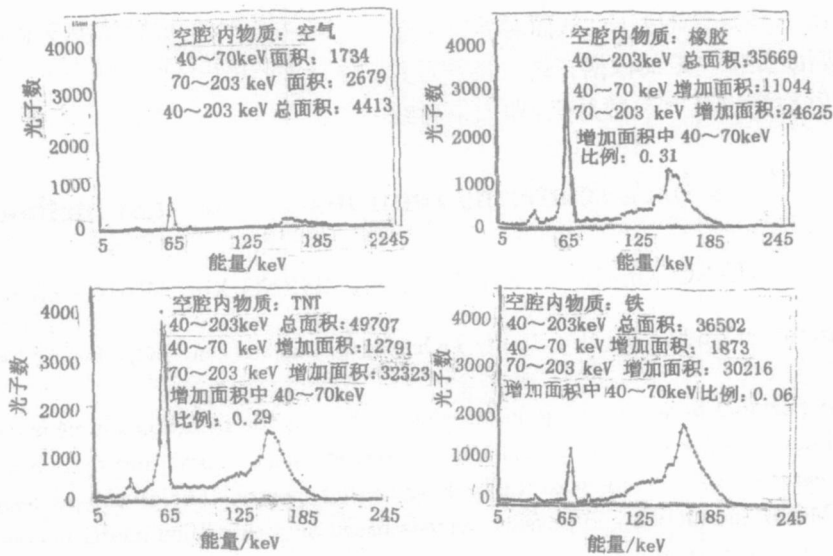 4000
3000
2000
1000
0
光子数
空腔内物质：空气
40～70keV面积：1734
70～203 keV 面积：2679
40～203 keV 总面积：4413
5 65 125 185 2245
能量/keV
4000
3000
2000
1000
0
光子数
空腔内物质：橡胶
40～203keV 总面积：35669
40～70 keV 增加面积：11044
70～203 keV 增加面积：24625
增加面积中 40～70keV
比例：0.31
5 65 125 185 245
能量/keV
4000
3000
2000
1000
0
光子数
空腔内物质：TNT
40～203keV 总面积：49707
40～70 keV 增加面积：12791
70～203 keV 增加面积：32323
增加面积中 40～70keV
比例：0.29
5 65 125 185 245
能量/keV
4000
3000
2000
1000
0
光子数
空腔内物质：铁
40～203keV 总面积：36502
40～70 keV 增加面积：1873
70～203 keV 增加面积：30216
增加面积中 40～70keV 比例：0.06
5 65 125 185 245
能量/keV